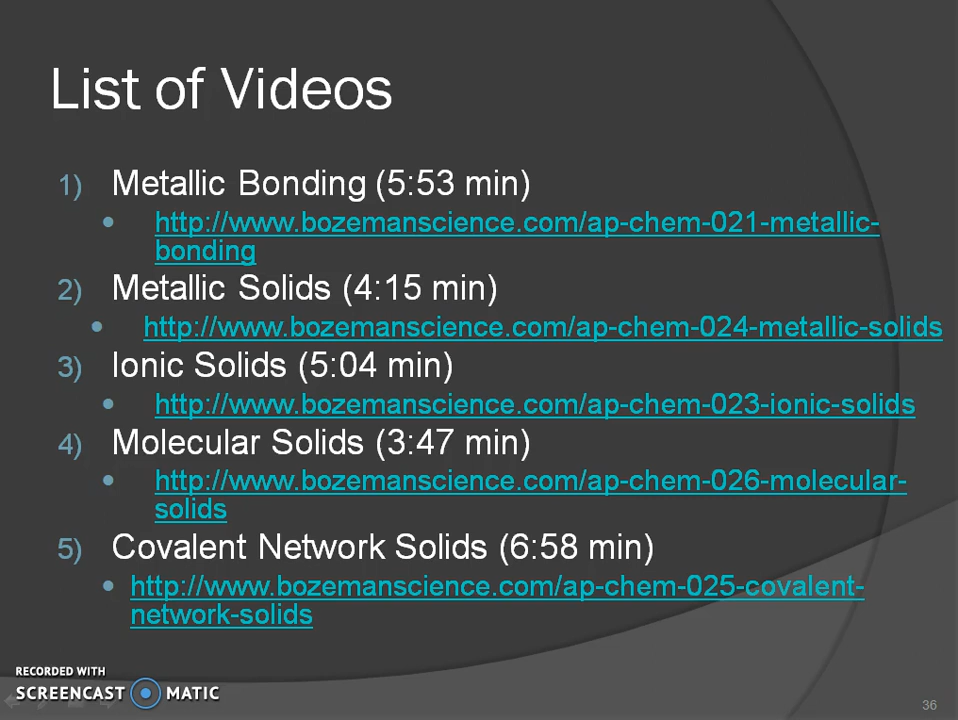 List of Videos
1) Metallic Bonding (5:53 min)
• http://www.bozemanscience.com/ap-chem-021-metallic-
bonding
2) Metallic Solids (4:15 min)
• http://www.bozemanscience.com/ap-chem-024-metallic-solids
3) Ionic Solids (5:04 min)
• http://www.bozemanscience.com/ap-chem-023-ionic-solids
4) Molecular Solids (3:47 min)
• http://www.bozemanscience.com/ap-chem-026-molecular-
solids
5) Covalent Network Solids (6:58 min)
• http://www.bozemanscience.com/ap-chem-025-covalent-
network-solids
RECORDED WITH
SCREENCAST MATIC
36